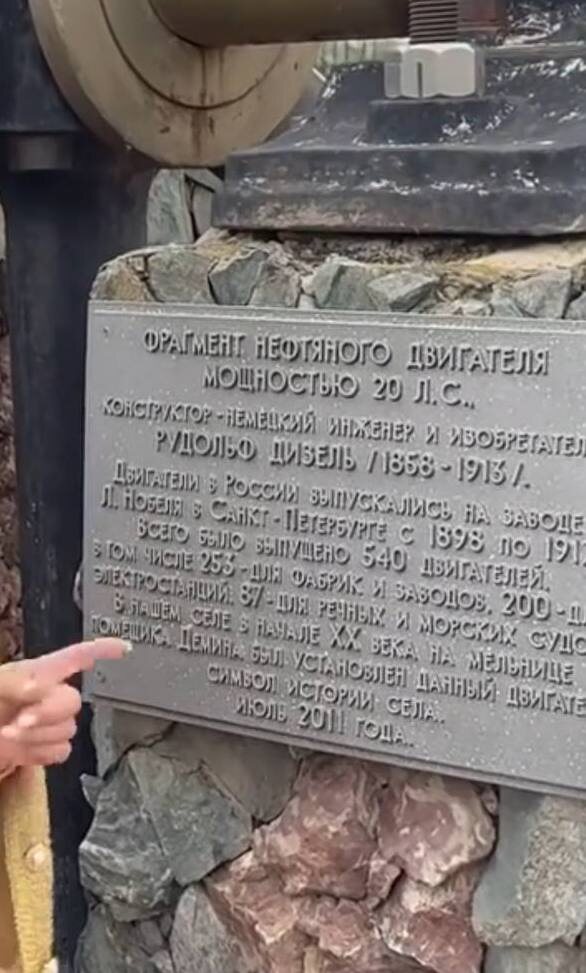 ФРАГМЕНТ НЕФТЯНОГО ДВИГАТЕЛЯ
МОЩНОСТЬЮ 20 Л.С.,
КОНСТРУКТОР - НЕМЕЦКИЙ ИНЖЕНЕР И ИЗОБРЕТАТЕЛ
РУДОЛЬФ ДИЗЕЛЬ /1858 - 1913/.
ДВИГАТЕЛИ В РОССИИ ВЫПУСКАЛИСЬ НА ЗАВОДЕ
Л. НОБЕЛЯ В САНКТ - ПЕТЕРБУРГЕ С 1898 ПО 191
ВСЕГО БЫЛО ВЫПУЩЕНО 540 ДВИГАТЕЛЕЙ,
В ТОМ ЧИСЛЕ 253 - ДЛЯ ФАБРИК И ЗАВОДОВ, 200 - Д
ЭЛЕКТРОСТАНЦИЙ, 87 - ДЛЯ РЕЧНЫХ И МОРСКИХ СУДО
В НАШЕМ СЕЛЕ В НАЧАЛЕ XX ВЕКА НА МЕЛЬНИЦЕ
ПОМЕЩИКА ДЕМИНА БЫЛ УСТАНОВЛЕН ДАННЫЙ ДВИГАТЕ
СИМВОЛ ИСТОРИИ СЕЛА.
ИЮЛЬ 2011 ГОДА.